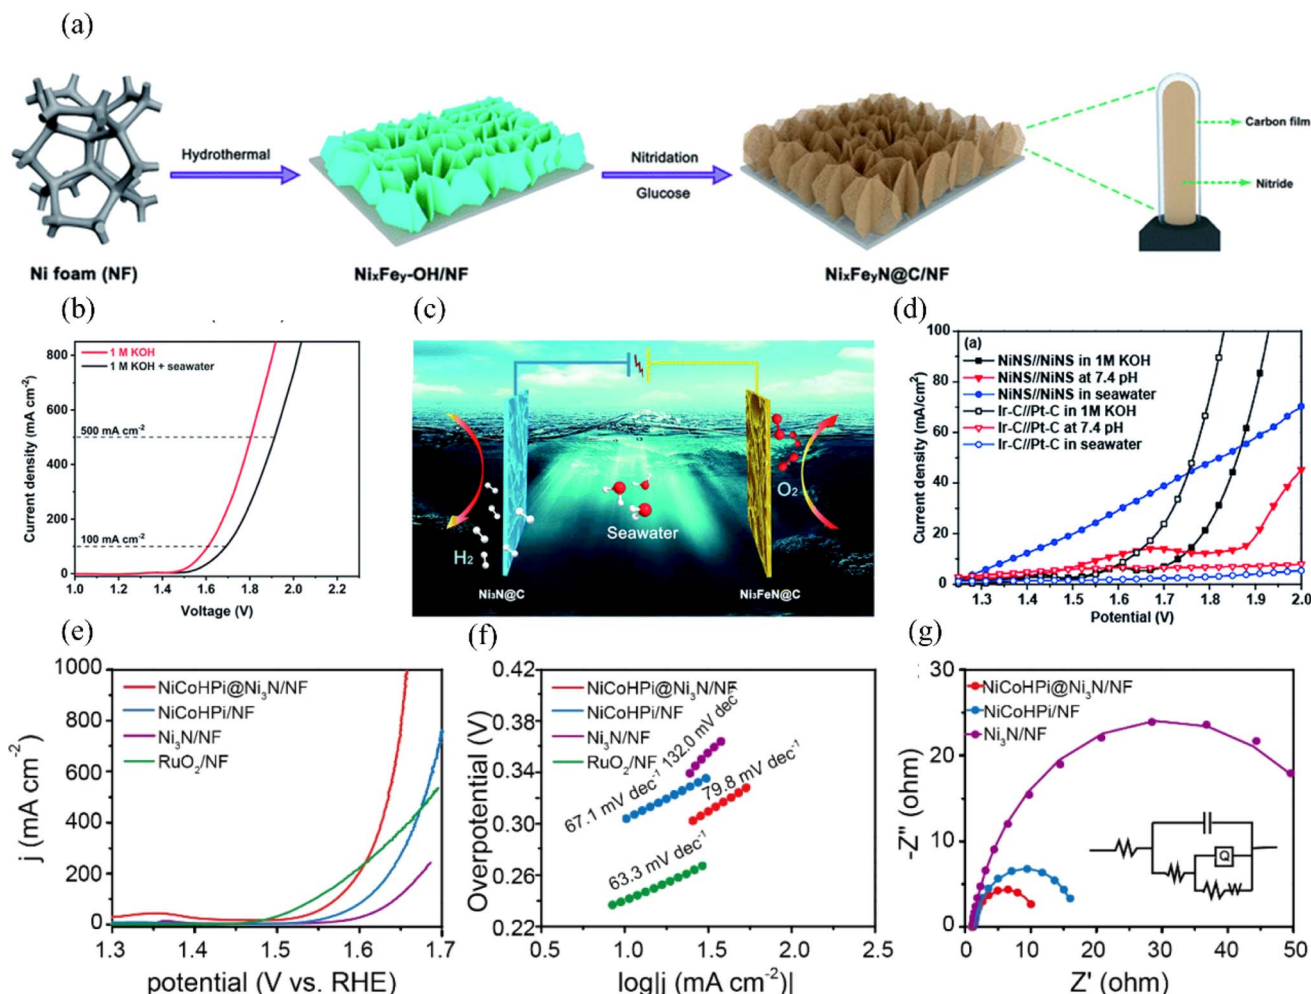 (a)
Hydrothermal
Nitridation
Glucose
Carbon film
Nitride
Ni foam (NF)
NiₓFeᵧ-OH/NF
NiₓFeᵧN@C/NF
(b)
800
600
400
200
0
1.0
1.2
1.4
1.6
1.8
2.0
2.2
Current density (mA cm⁻²)
Voltage (V)
1 M KOH
1 M KOH + seawater
500 mA cm⁻²
100 mA cm⁻²
(c)
H₂
O₂
Seawater
Ni₃N@C
Ni₃FeN@C
(d)
(a)
NiNS//NiNS in 1M KOH
NiNS//NiNS at 7.4 pH
NiNS//NiNS in seawater
Ir-C//Pt-C in 1M KOH
Ir-C//Pt-C at 7.4 pH
Ir-C//Pt-C in seawater
100
80
60
40
20
0
1.3
1.4
1.5
1.6
1.7
1.8
1.9
2.0
Current density (mA/cm²)
Potential (V)
(e)
1000
800
600
400
200
0
1.3
1.4
1.5
1.6
1.7
j (mA cm⁻²)
potential (V vs. RHE)
NiCoHPi@Ni₃N/NF
NiCoHPi/NF
Ni₃N/NF
RuO₂/NF
(f)
0.42
0.38
0.34
0.30
0.26
0.22
0.5
1.0
1.5
2.0
2.5
Overpotential (V)
log|j (mA cm⁻²)|
NiCoHPi@Ni₃N/NF
NiCoHPi/NF
Ni₃N/NF
RuO₂/NF
132.0 mV dec⁻¹
67.1 mV dec⁻¹
79.8 mV dec⁻¹
63.3 mV dec⁻¹
(g)
30
20
10
0
0
10
20
30
40
50
-Z" (ohm)
Z' (ohm)
NiCoHPi@Ni₃N/NF
NiCoHPi/NF
Ni₃N/NF
Q
W